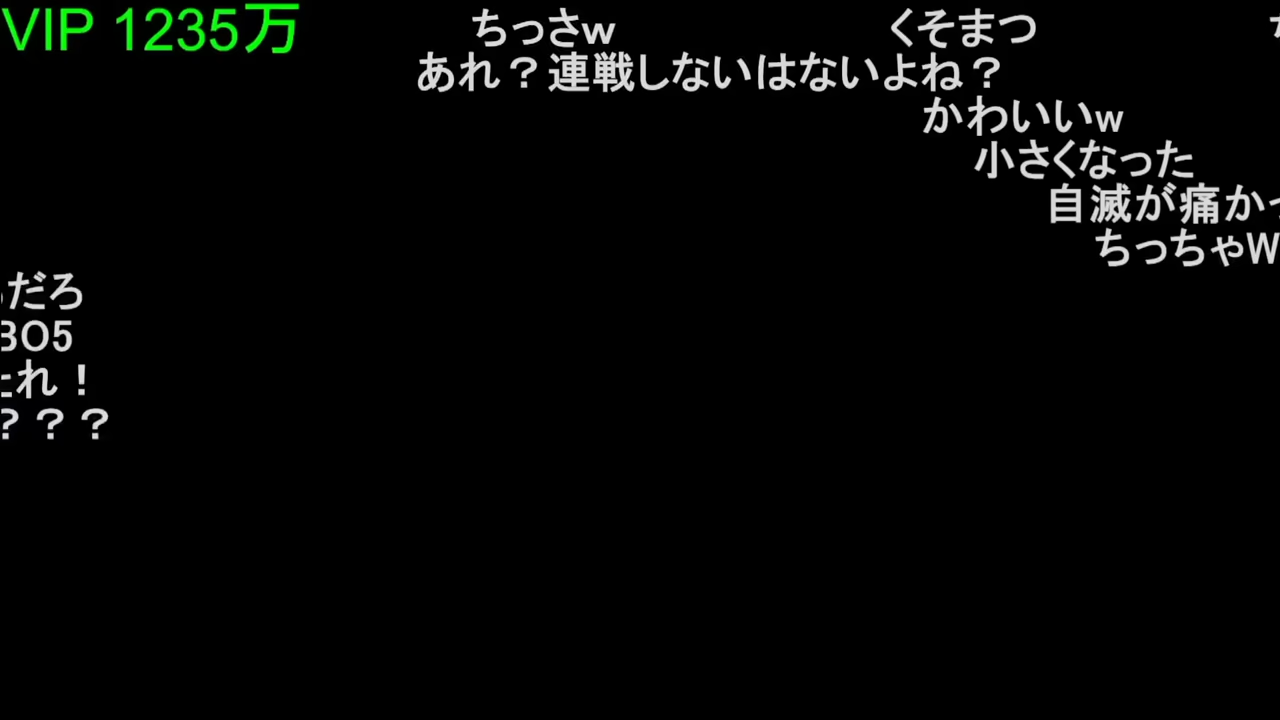 VIP 1235万
ちっさw
くそまつ
あれ？連戦しないはないよね？
かわいいw
小さくなった
自滅が痛か
ちっちゃW
だろ
BO5
たれ！
？？？